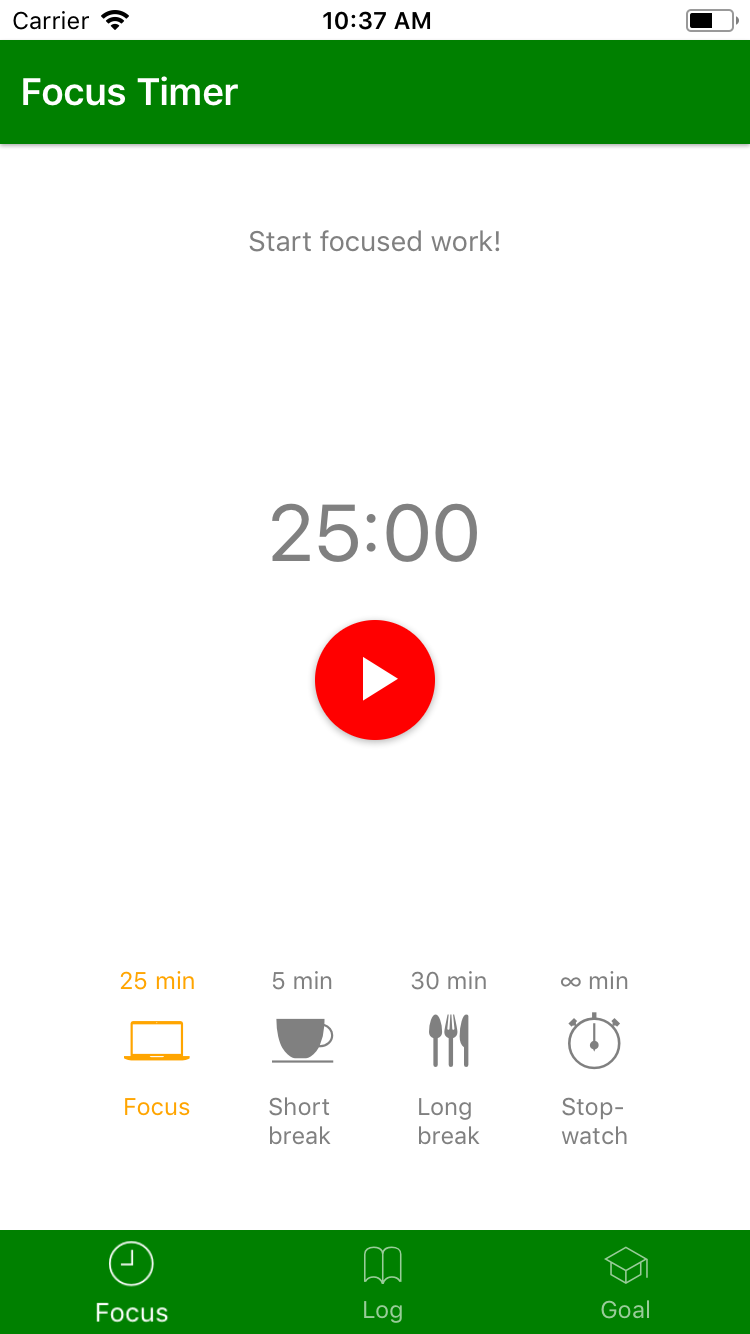 Carrier 10:37 AM
Focus Timer
Start focused work!
25:00
25 min 5 min 30 min ∞ min
Focus Short break Long break Stop-watch
Focus Log Goal